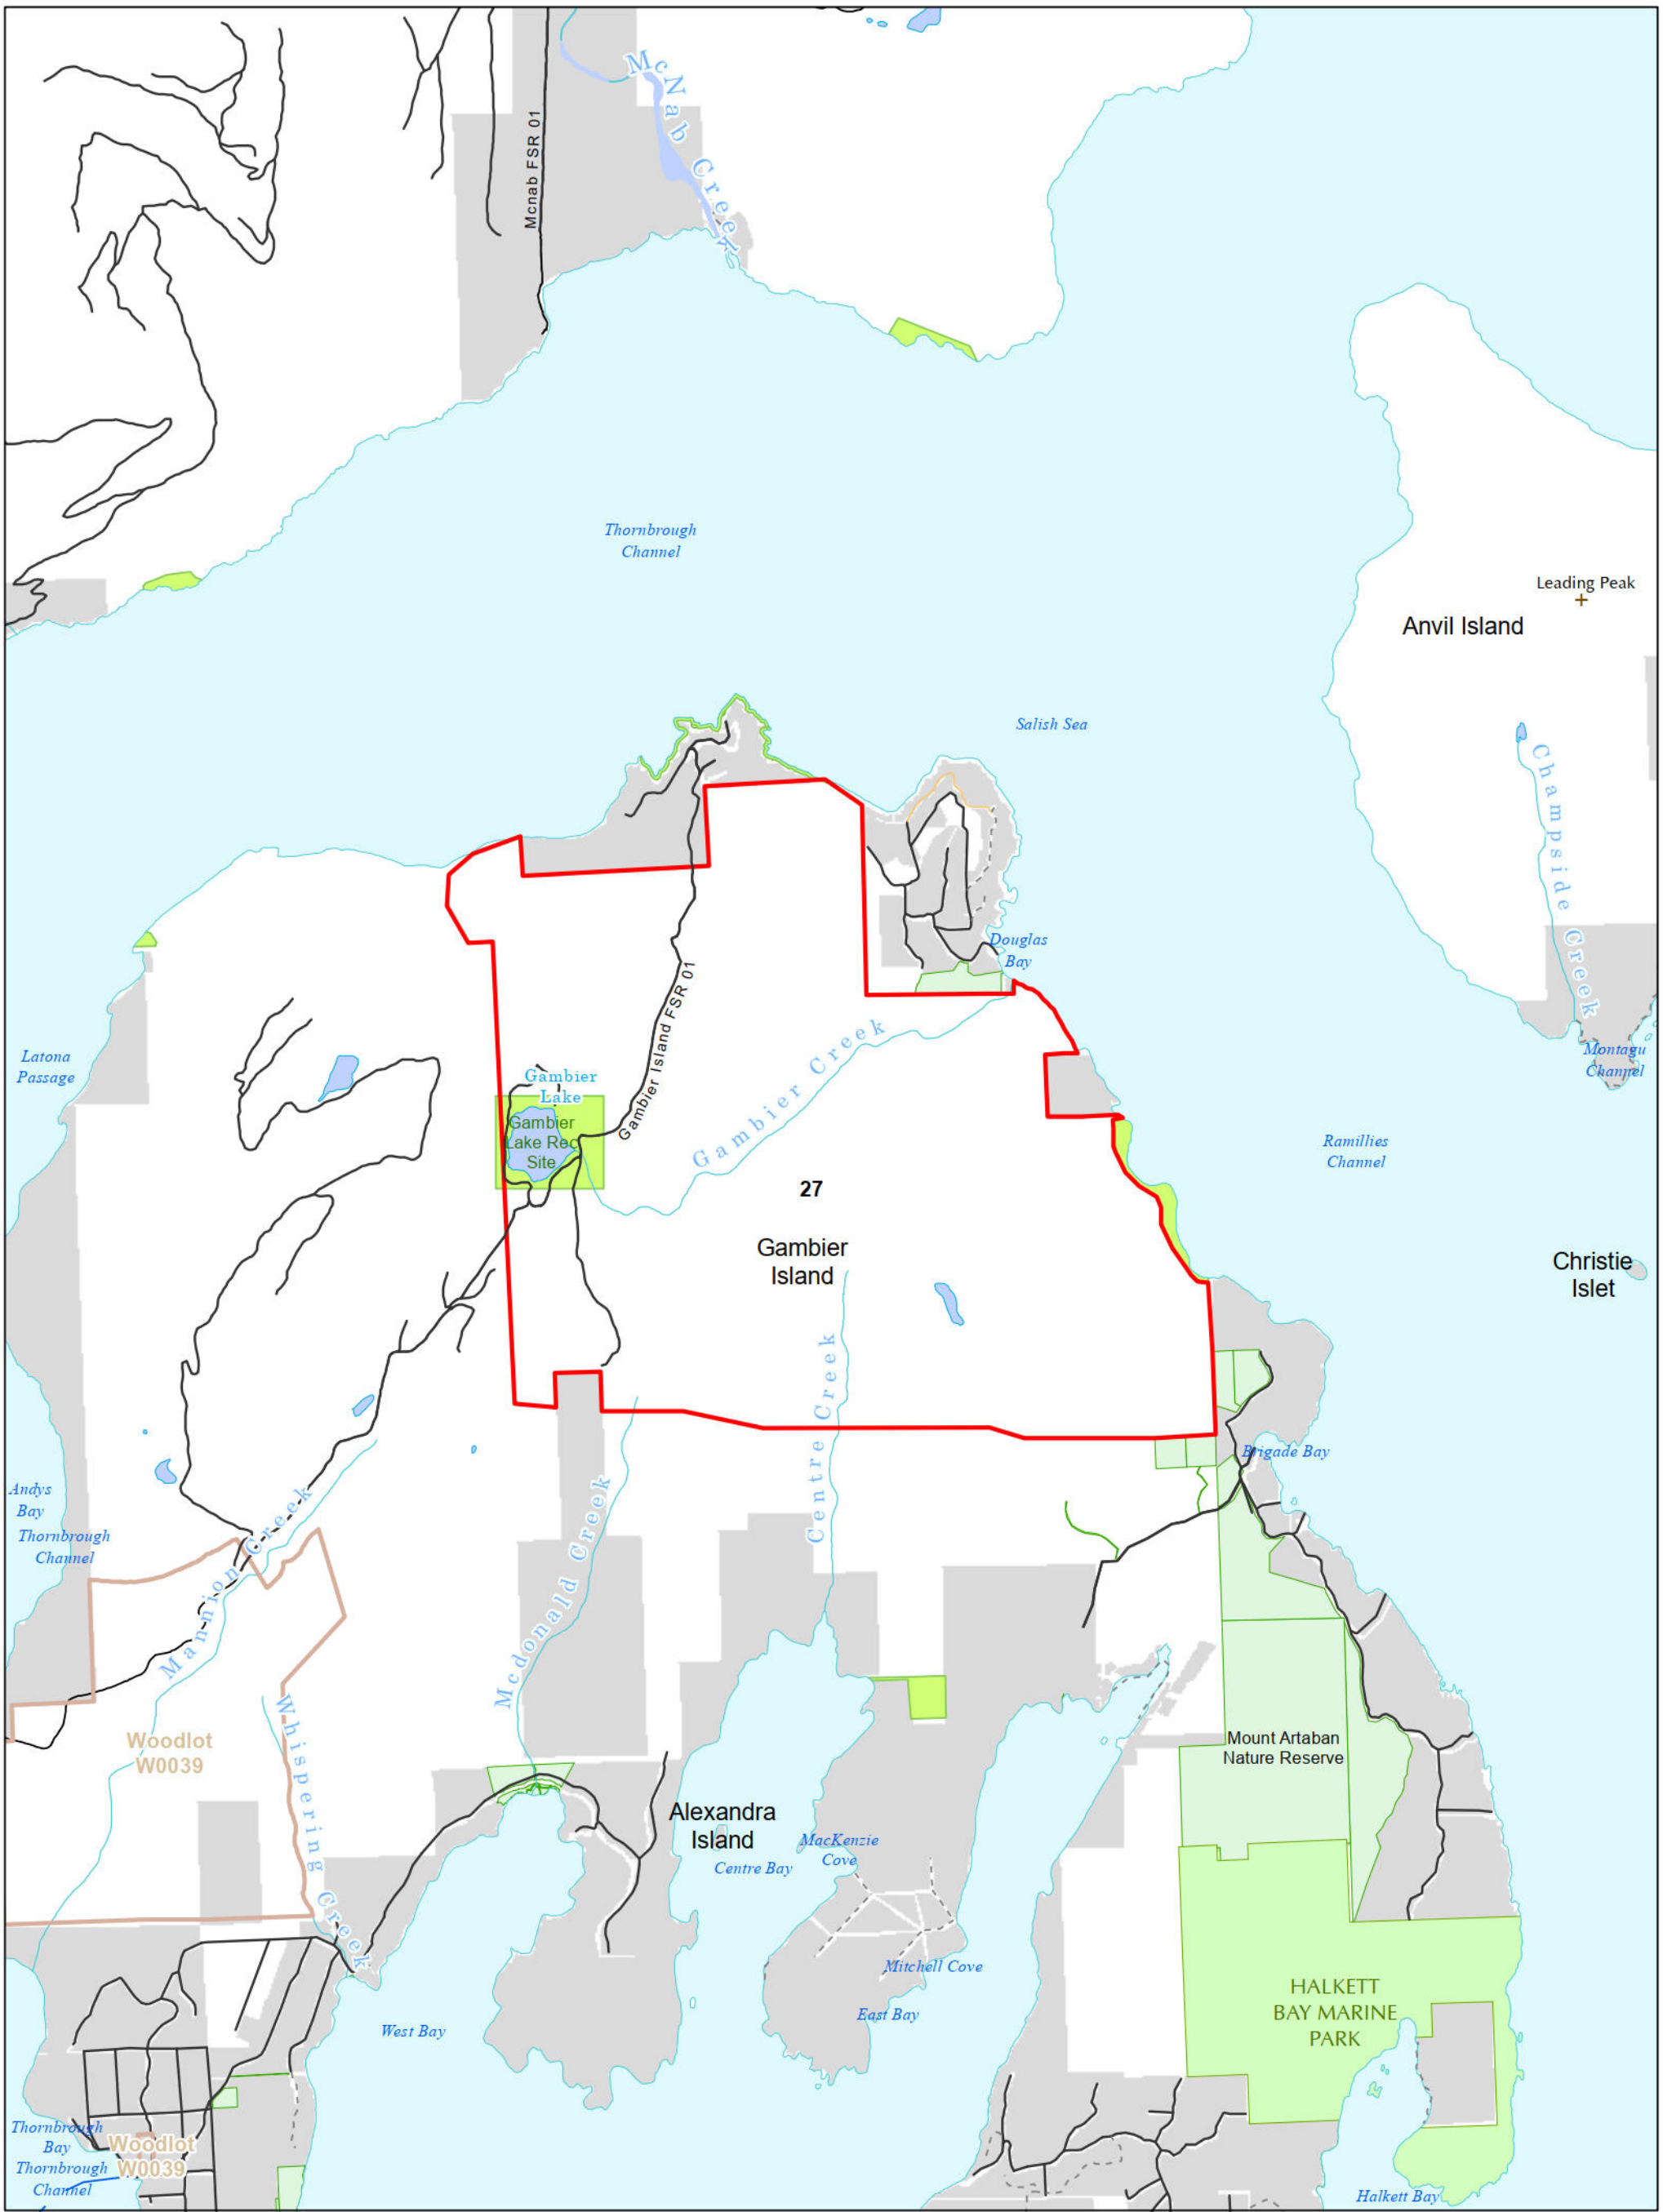 McNab Creek
Mcnab FSR 01
Thornbrough
Channel
Leading Peak
Anvil Island
Salish Sea
Champside Creek
Douglas
Bay
Gambier Island FSR 01
Gambier Creek
Latona
Passage
Montagu
Channel
Gambier
Lake
Gambier
Lake Rec
Site
Ramillies
Channel
27
Gambier
Island
Christie
Islet
Centre Creek
Brigade Bay
Andys
Bay
Thornbrough
Channel
Mannion Creek
Mcdonald Creek
Whispering Creek
Woodlot
W0039
Mount Artaban
Nature Reserve
Alexandra
Island
MacKenzie
Cove
Centre Bay
Mitchell Cove
East Bay
West Bay
HALKETT
BAY MARINE
PARK
Thornbrough
Bay
Thornbrough
Channel
Woodlot
W0039
Halkett Bay